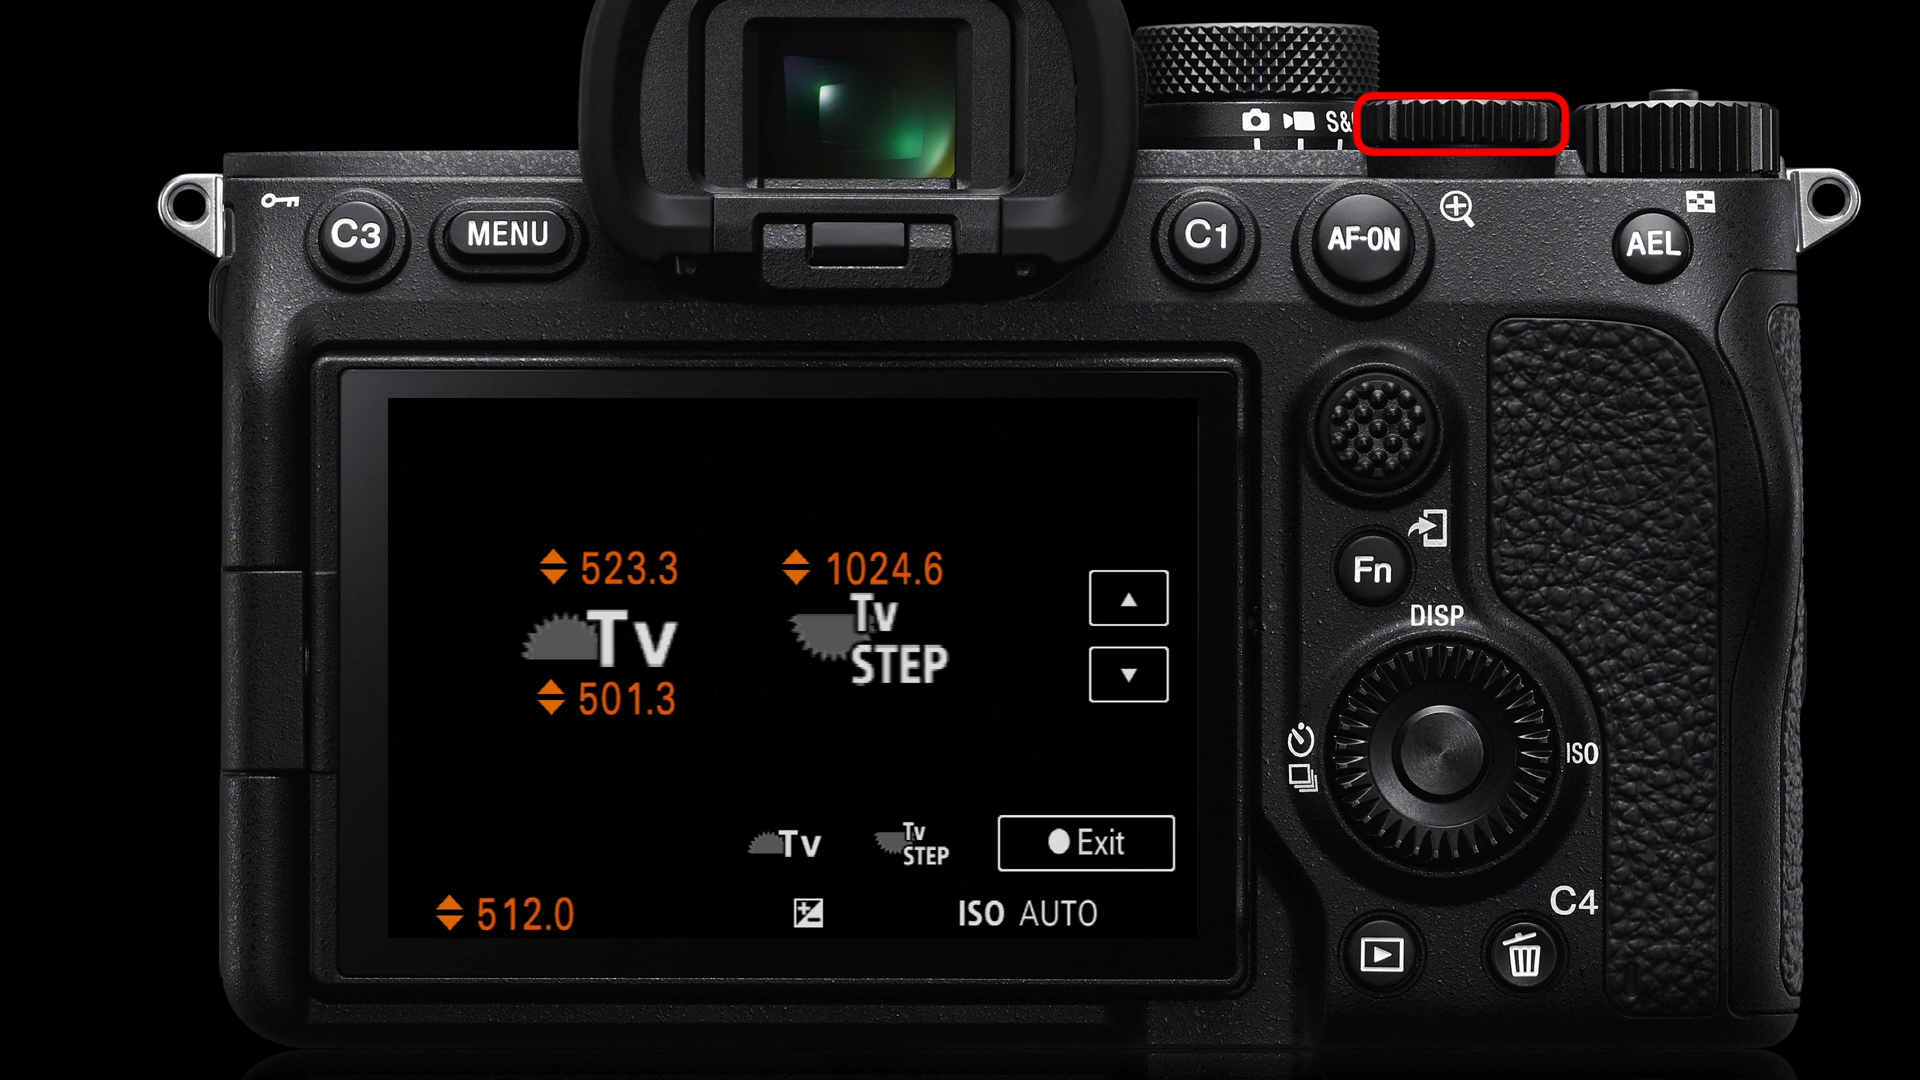 S&
C3
MENU
C1
AF-ON
AEL
523.3
1024.6
Tv
Tv
STEP
501.3
Fn
DISP
ISO
Tv
Tv
STEP
Exit
512.0
ISO AUTO
C4